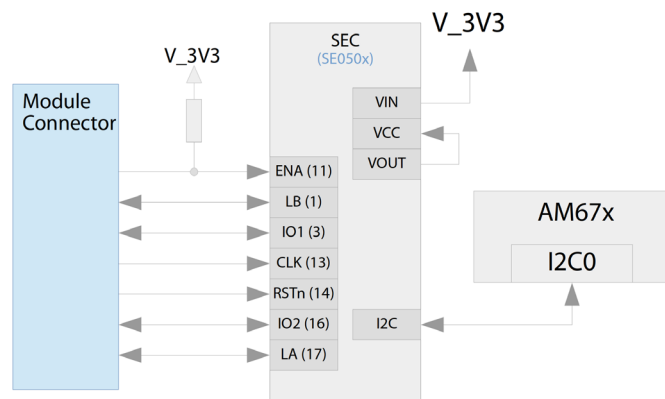 V_3V3
SEC
(SE050x)
V_3V3
Module
Connector
VIN
VCC
VOUT
ENA (11)
LB (1)
IO1 (3)
CLK (13)
RSTn (14)
IO2 (16)
LA (17)
I2C
AM67x
I2C0